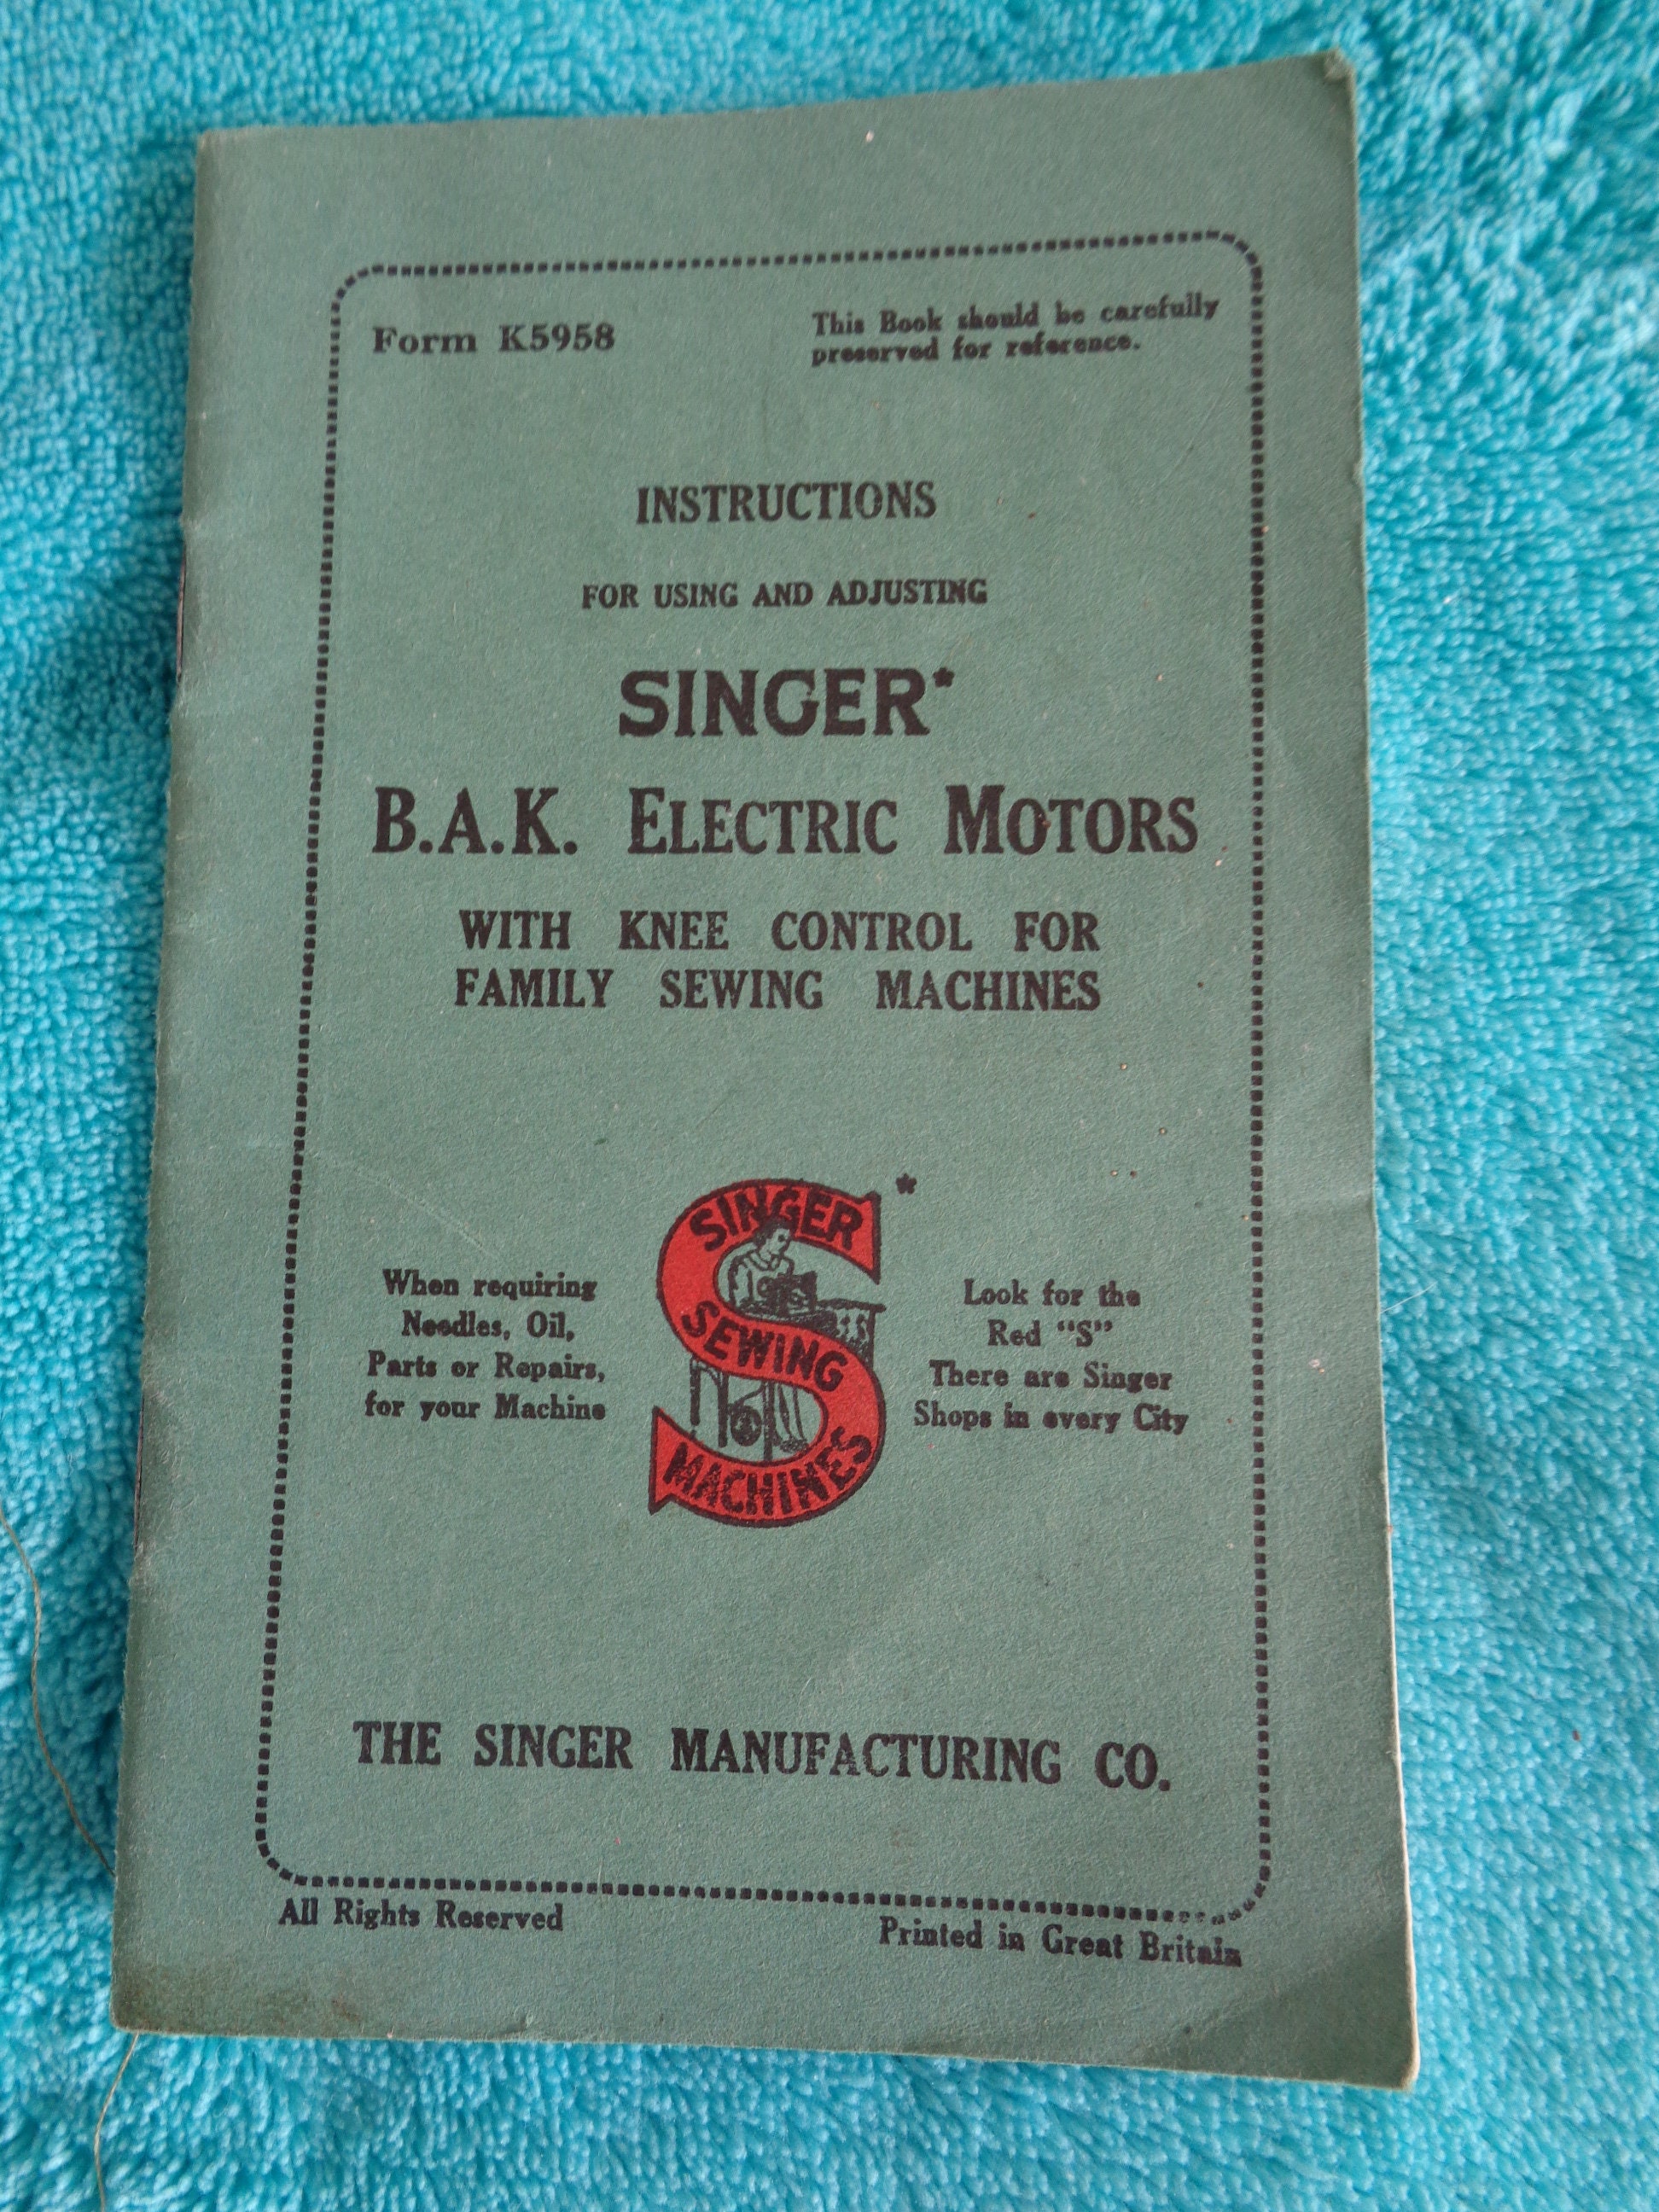 Form K5958
This Book should be carefully
preserved for reference.
INSTRUCTIONS
FOR USING AND ADJUSTING
SINGER*
B.A.K. ELECTRIC MOTORS
WITH KNEE CONTROL FOR
FAMILY SEWING MACHINES
When requiring
Needles, Oil,
Parts or Repairs,
for your Machine
SINGER
SEWING
MACHINES
*
Look for the
Red "S"
There are Singer
Shops in every City
THE SINGER MANUFACTURING CO.
All Rights Reserved
Printed in Great Britain